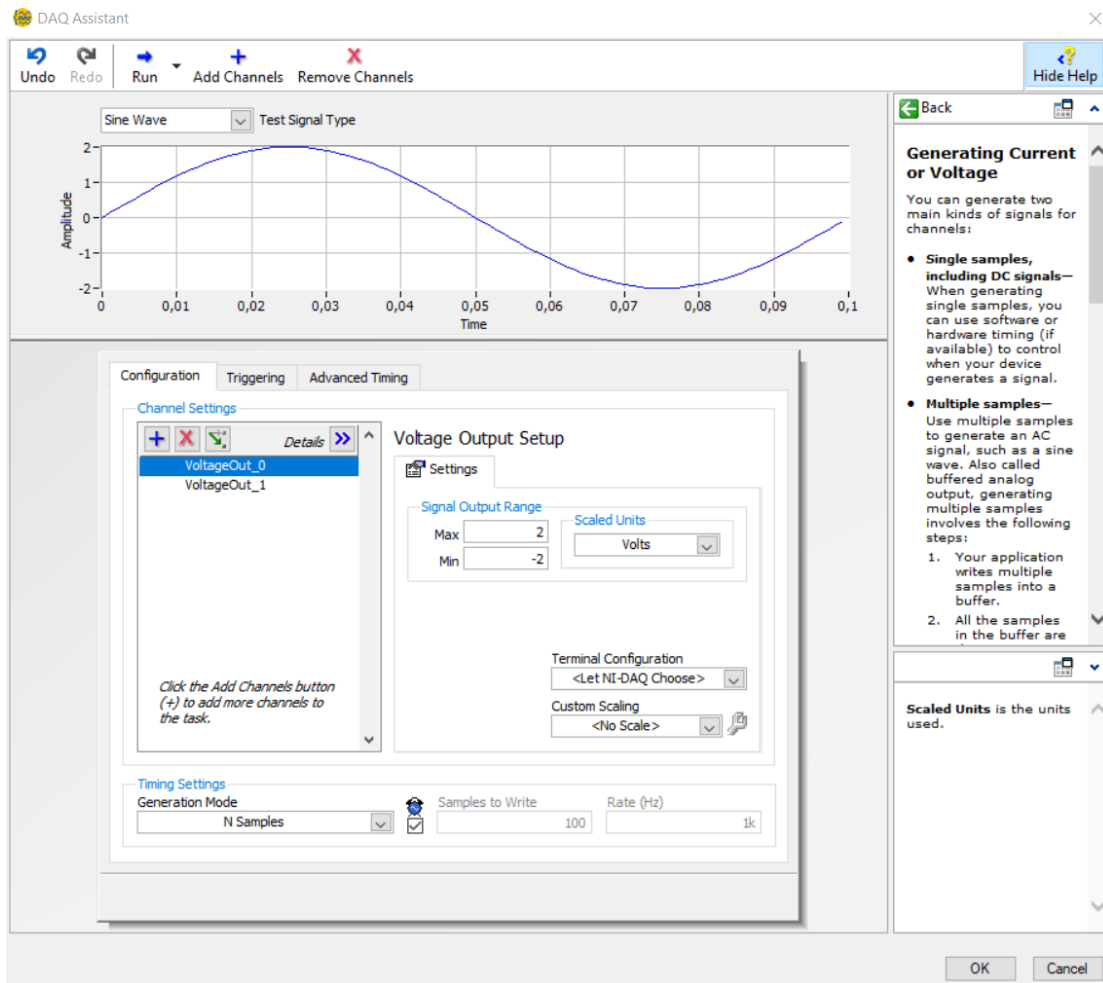 DAQ Assistant
Undo Redo Run Add Channels Remove Channels Hide Help
Sine Wave Test Signal Type
Amplitude
2
1
0
-1
-2
0 0,01 0,02 0,03 0,04 0,05 0,06 0,07 0,08 0,09 0,1
Time
Configuration Triggering Advanced Timing
Channel Settings
Details
VoltageOut_0
VoltageOut_1
Click the Add Channels button
(+) to add more channels to
the task.
Voltage Output Setup
Settings
Signal Output Range
Max 2
Min -2
Scaled Units
Volts
Terminal Configuration
<Let NI-DAQ Choose>
Custom Scaling
<No Scale>
Timing Settings
Generation Mode
N Samples
Samples to Write
100
Rate (Hz)
1k
Back
Generating Current
or Voltage
You can generate two
main kinds of signals for
channels:
• Single samples,
including DC signals—
When generating
single samples, you
can use software or
hardware timing (if
available) to control
when your device
generates a signal.
• Multiple samples—
Use multiple samples
to generate an AC
signal, such as a sine
wave. Also called
buffered analog
output, generating
multiple samples
involves the following
steps:
1. Your application
writes multiple
samples into a
buffer.
2. All the samples
in the buffer are
Scaled Units is the units
used.
OK Cancel